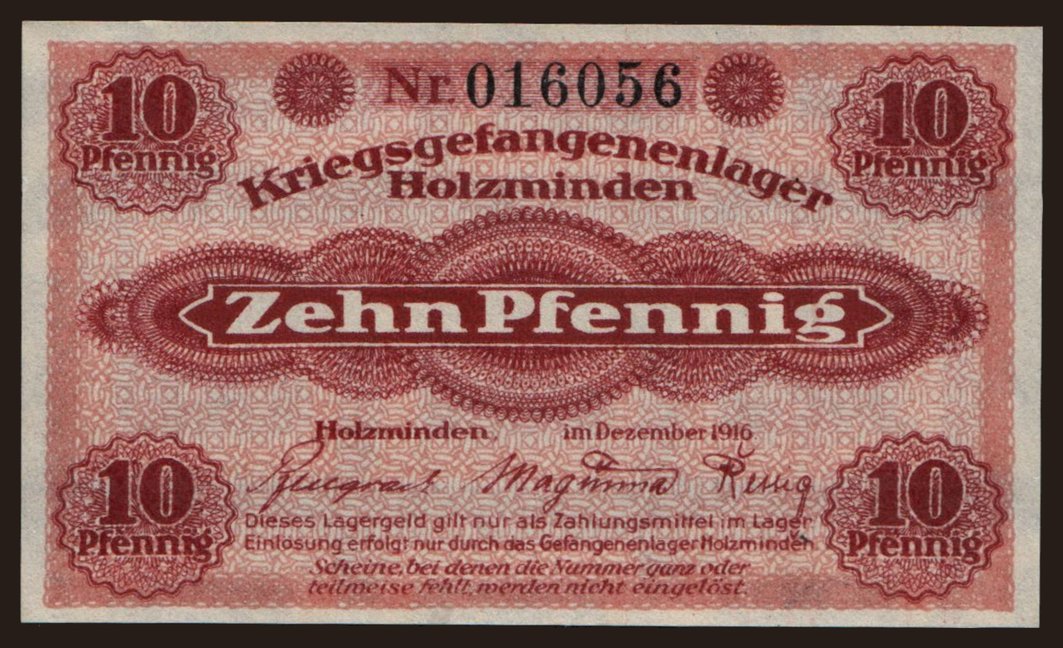 10 Pfennig
Nr. 016056
10 Pfennig
Kriegsgefangenenlager
Holzminden
Zehn Pfennig
Holzminden, im Dezember 1916
10 Pfennig
10 Pfennig
Dieses Lagergeld gilt nur als Zahlungsmittel im Lager
Einlösung erfolgt nur durch das Gefangenenlager Holzminden
Scheine, bei denen die Nummer ganz oder
teilweise fehlt, werden nicht eingelöst.